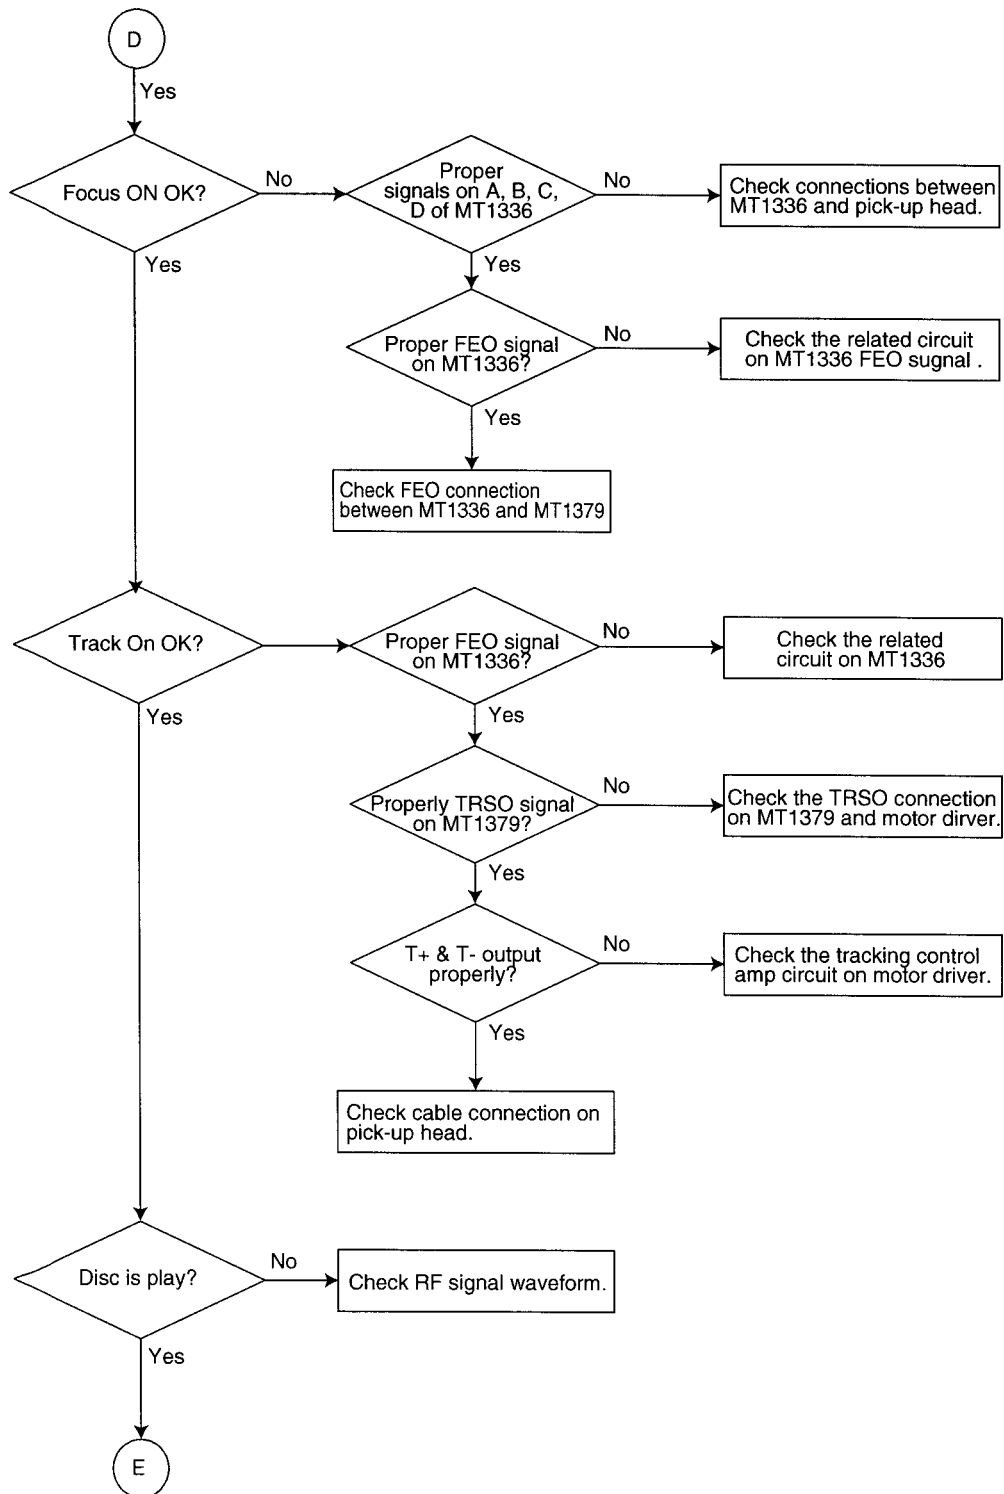 D
Yes
Focus ON OK?
No
Proper
signals on A, B, C,
D of MT1336
No
Check connections between
MT1336 and pick-up head.
Yes
Yes
Proper FEO signal
on MT1336?
No
Check the related circuit
on MT1336 FEO sugnal .
Yes
Check FEO connection
between MT1336 and MT1379
Track On OK?
Proper FEO signal
on MT1336?
No
Check the related
circuit on MT1336
Yes
Yes
Properly TRSO signal
on MT1379?
No
Check the TRSO connection
on MT1379 and motor dirver.
Yes
T+ & T- output
properly?
No
Check the tracking control
amp circuit on motor driver.
Yes
Check cable connection on
pick-up head.
Disc is play?
No
Check RF signal waveform.
Yes
E